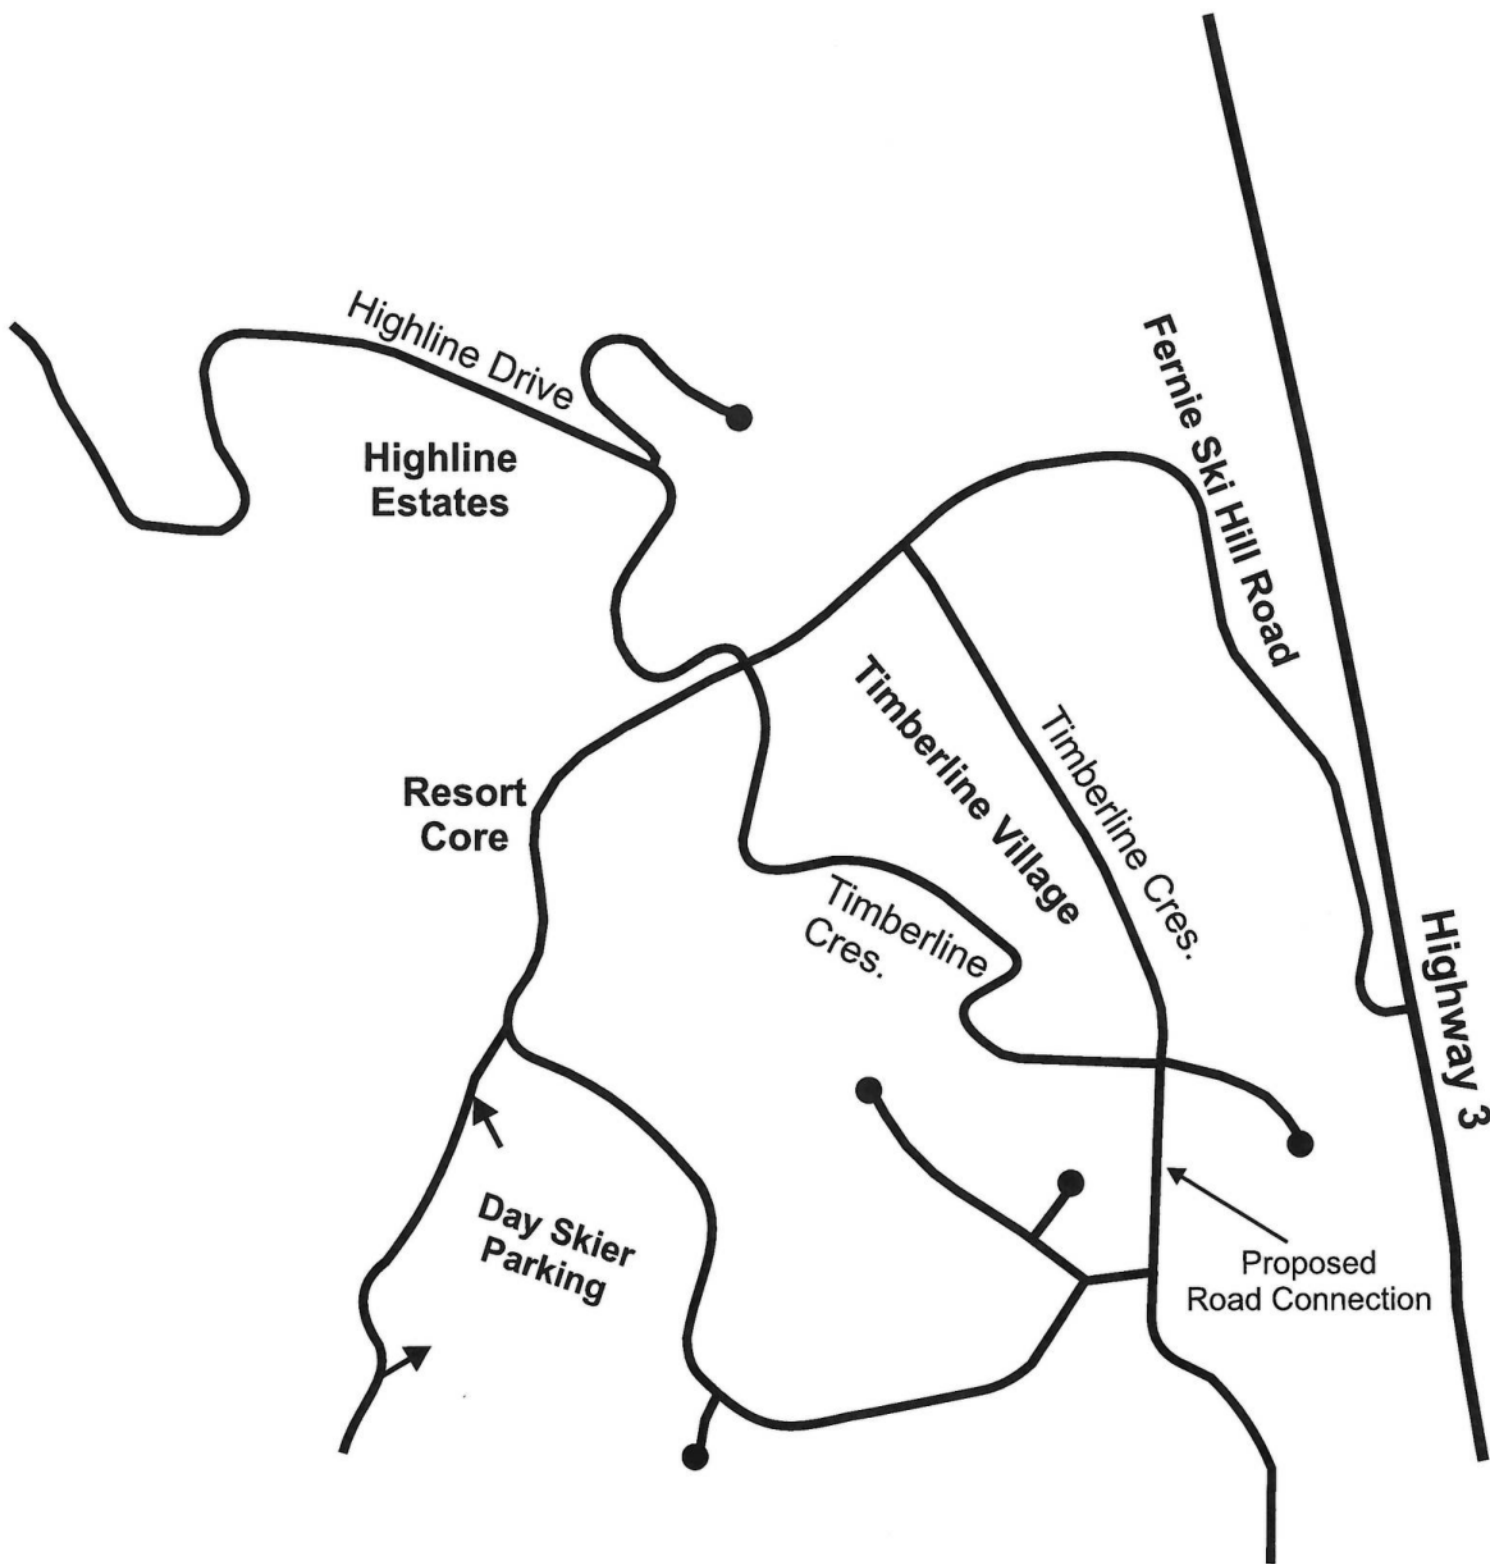 Highline Drive
Highline
Estates
Fernie Ski Hill Road
Timberline Village
Timberline Cres.
Resort
Core
Timberline
Cres.
Highway 3
Day Skier
Parking
Proposed
Road Connection